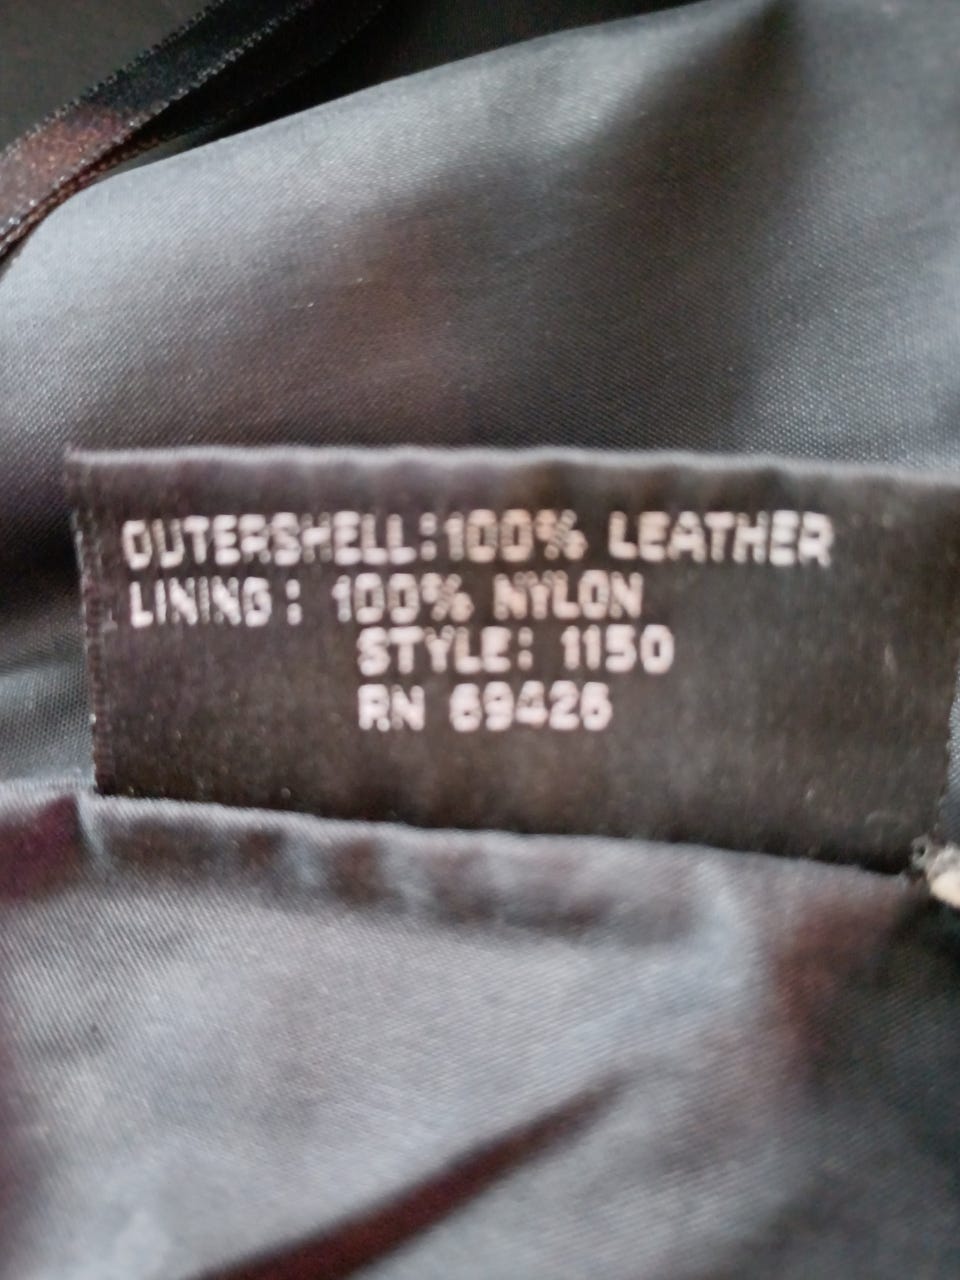 OUTERSHELL:100% LEATHER
LINING: 100% NYLON
STYLE: 1150
RN 69426